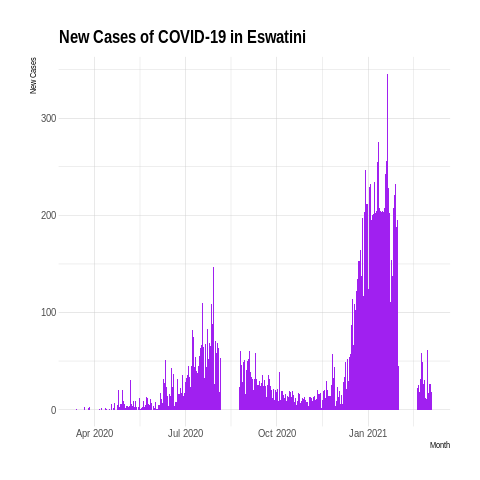 New Cases of COVID-19 in Eswatini
New Cases
300
200
100
0
Apr 2020 Jul 2020 Oct 2020 Jan 2021
Month